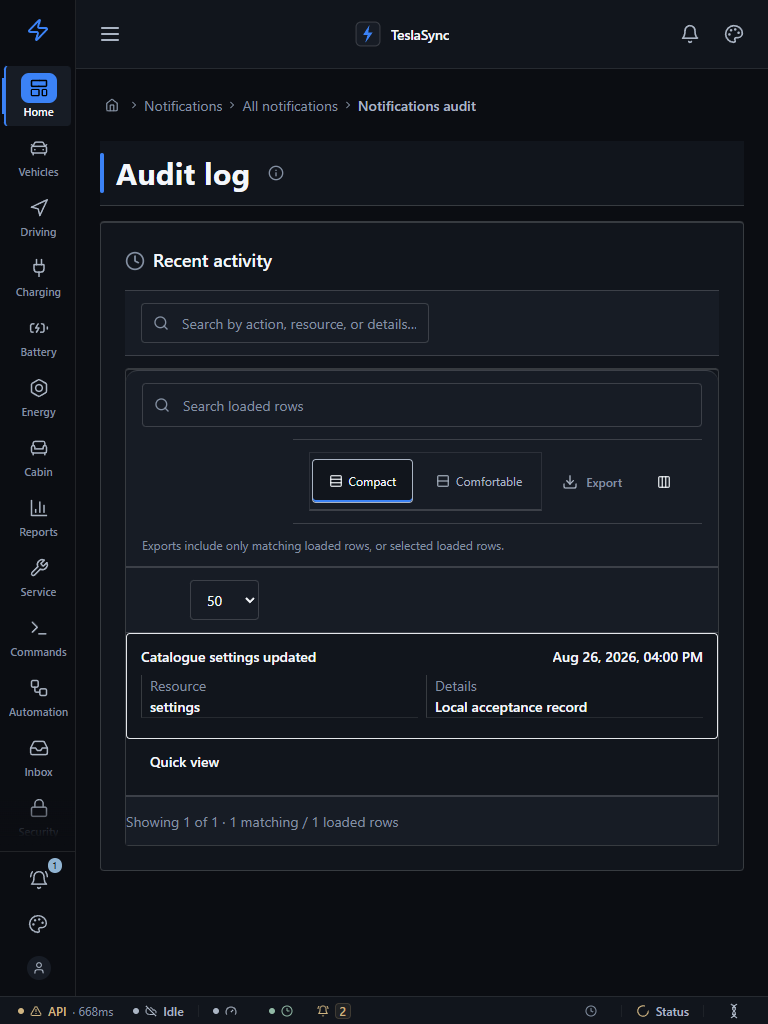 TeslaSync
Home
Vehicles
Driving
Charging
Battery
Energy
Cabin
Reports
Service
Commands
Automation
Inbox
Security
1
Notifications
All notifications
Notifications audit
Audit log
Recent activity
Search by action, resource, or details...
Search loaded rows
Compact
Comfortable
Export
Exports include only matching loaded rows, or selected loaded rows.
50
Catalogue settings updated
Aug 26, 2026, 04:00 PM
Resource
Details
settings
Local acceptance record
Quick view
Showing 1 of 1 · 1 matching / 1 loaded rows
API · 668ms
Idle
2
Status